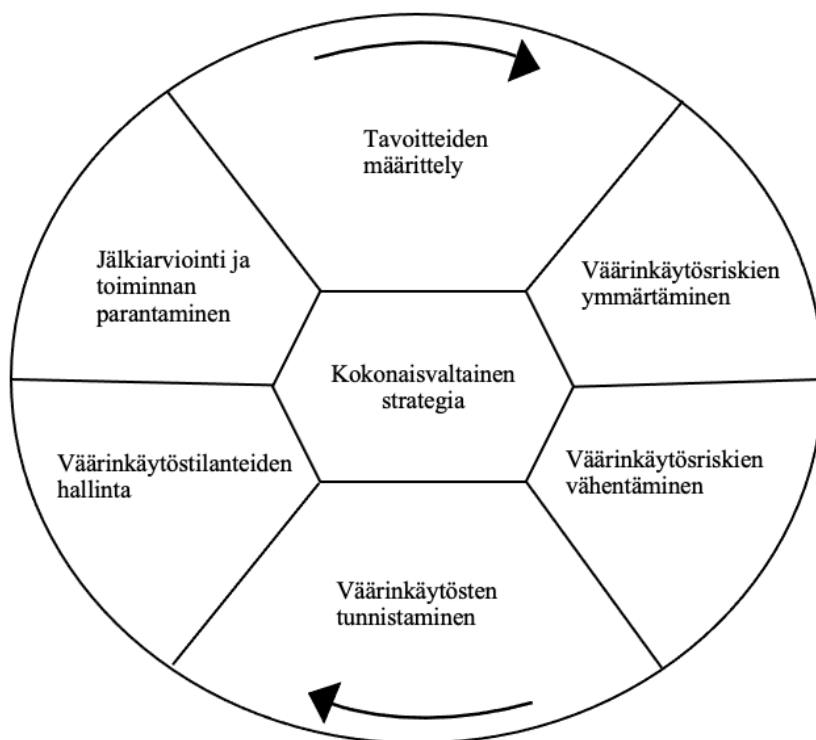 Tavoitteiden
määrittely
Väärinkäytösriskien
ymmärtäminen
Väärinkäytösriskien
vähentäminen
Väärinkäytösten
tunnistaminen
Väärinkäytöstilanteiden
hallinta
Jälkiarviointi ja
toiminnan
parantaminen
Kokonaisvaltainen
strategia